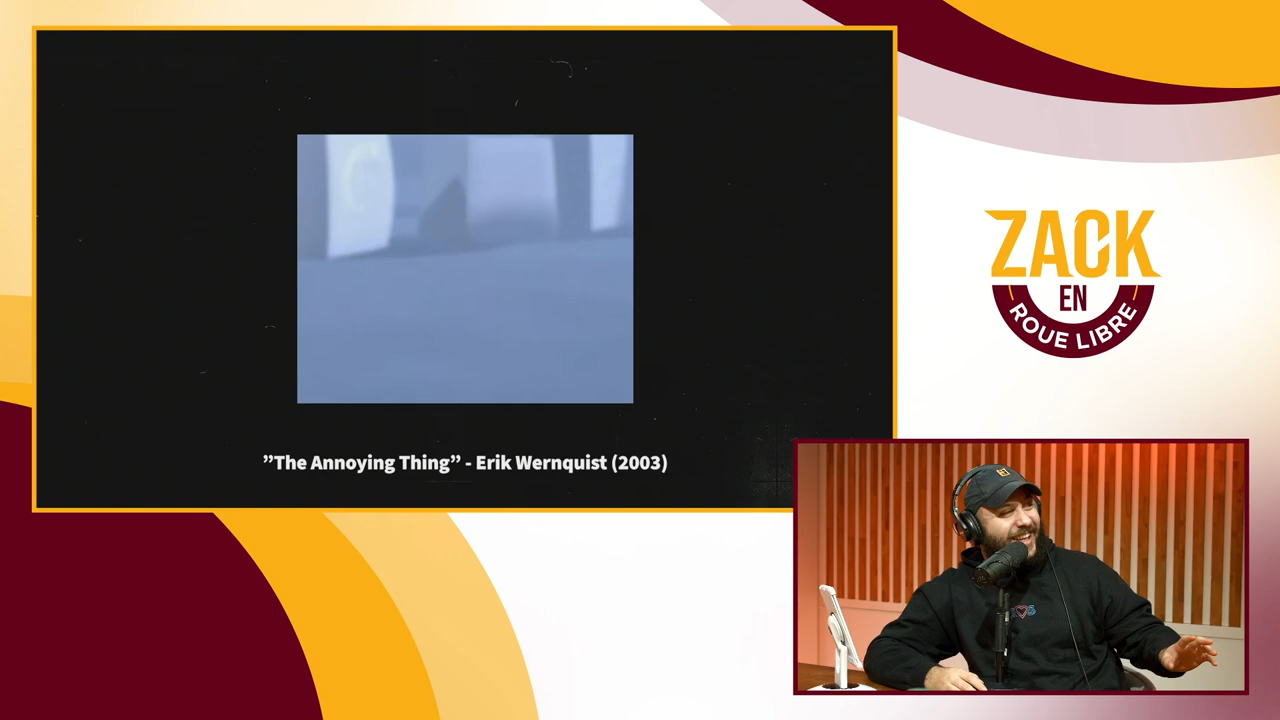 ”The Annoying Thing” - Erik Wernquist (2003)
ZACK
EN
ROUE LIBRE